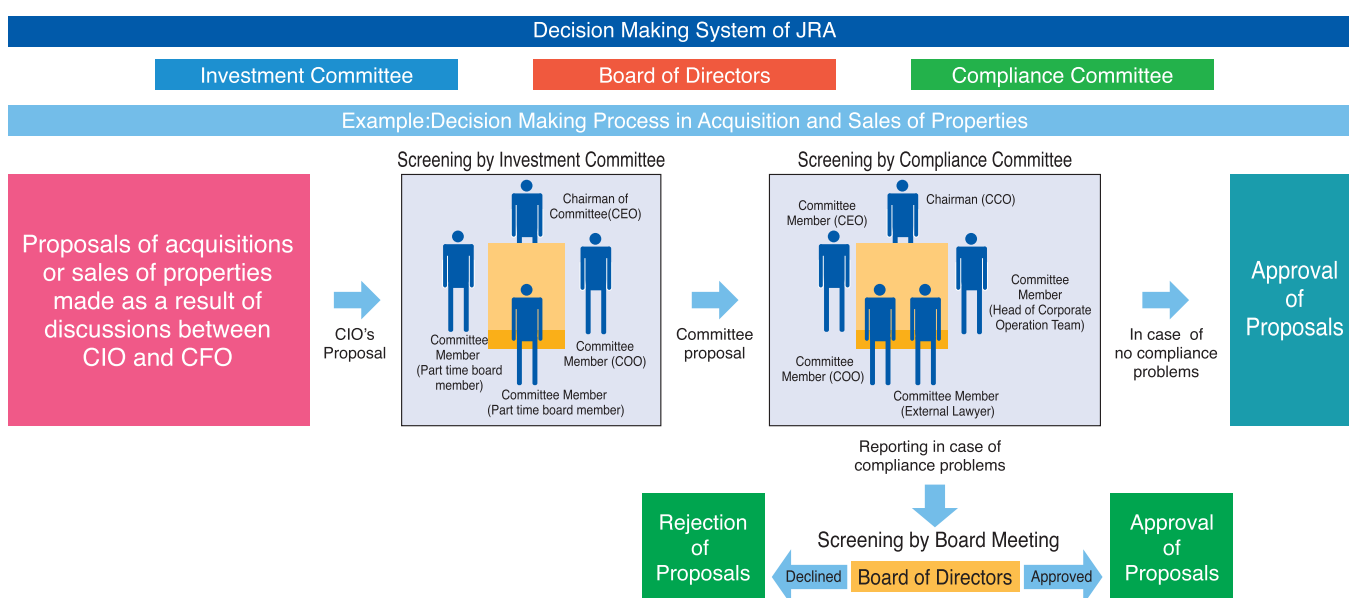 Decision Making System of JRA
Investment Committee
Board of Directors
Compliance Committee
Example:Decision Making Process in Acquisition and Sales of Properties
Proposals of acquisitions
or sales of properties
made as a result of
discussions between
CIO and CFO
CIO's
Proposal
Screening by Investment Committee
Chairman of
Committee(CEO)
Committee
Member
(Part time board
member)
Committee
Member (COO)
Committee Member
(Part time board member)
Committee
proposal
Screening by Compliance Committee
Committee
Member (CEO)
Chairman (CCO)
Committee
Member
(Head of Corporate
Operation Team)
Committee
Member (COO)
Committee Member
(External Lawyer)
In case of
no compliance
problems
Approval
of
Proposals
Reporting in case of
compliance problems
Rejection
of
Proposals
Screening by Board Meeting
Declined
Board of Directors
Approved
Approval
of
Proposals